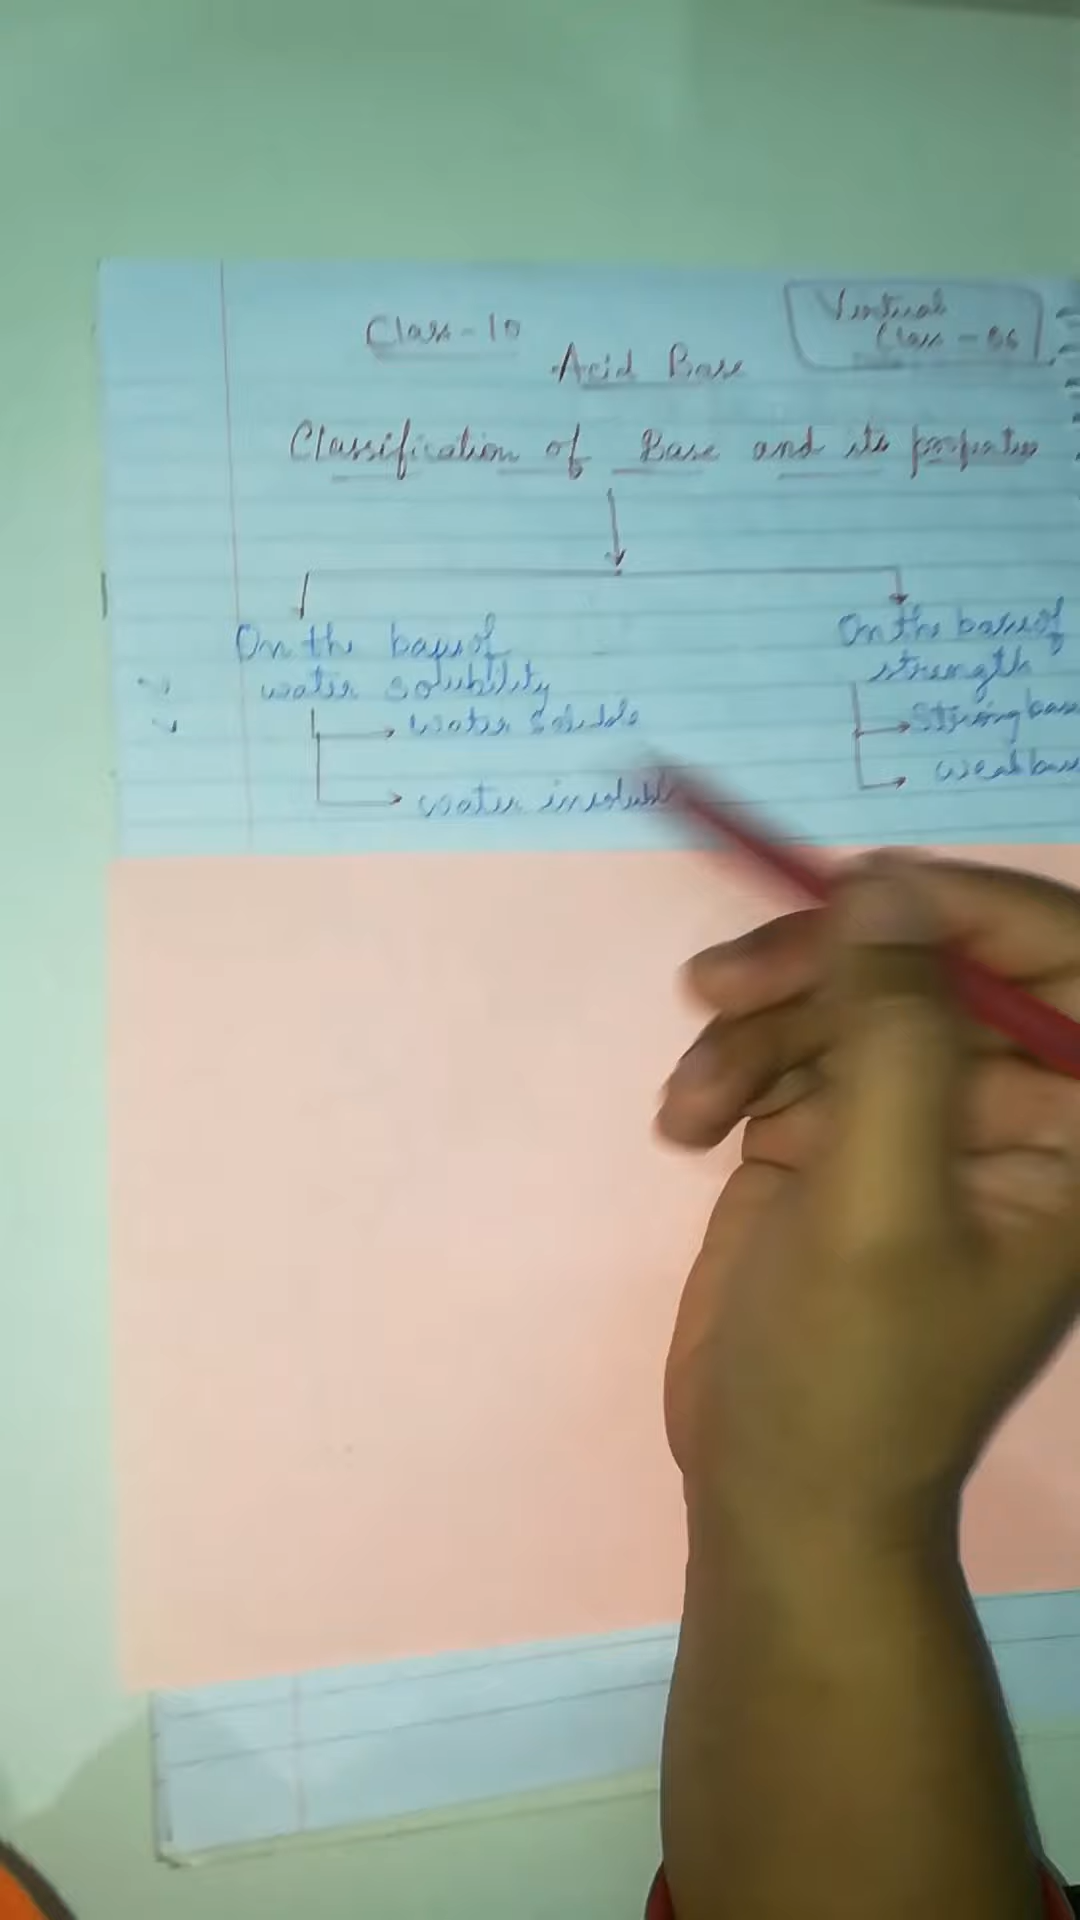 Class-10
Virtual
Class-06
Acid Base
Classification of Base and its properties
On the basis of
water solubility
water soluble
water insoluble
On the basis of
strength
Strong base
weak base